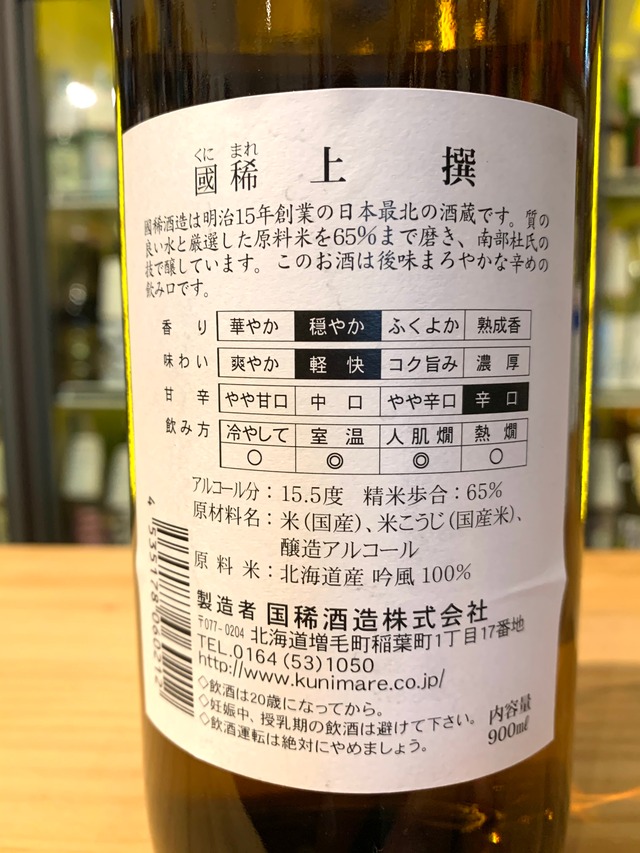 くに まれ
國稀 上 撰
國稀酒造は明治15年創業の日本最北の酒蔵です。質の
良い水と厳選した原料米を65%まで磨き、南部杜氏の
技で醸しています。このお酒は後味まろやかな辛めの
飲み口です。
香り 華やか 穏やか ふくよか 熟成香
味わい 爽やか 軽快 コク旨み 濃厚
甘辛 やや甘口 中口 やや辛口 辛口
飲み方 冷やして 室温 人肌燗 熱燗
○ ◎ ◎ ○
アルコール分：15.5度 精米歩合：65%
原材料名：米（国産）、米こうじ（国産米）、
醸造アルコール
原料米：北海道産 吟風 100%
製造者 国稀酒造株式会社
〒077-0204 北海道増毛町稲葉町1丁目17番地
TEL.0164（53）1050
http://www.kunimare.co.jp/
◇飲酒は20歳になってから。
◇妊娠中、授乳期の飲酒は避けて下さい。
◇飲酒運転は絶対にやめましょう。
内容量
900㎖
4 535178 060212